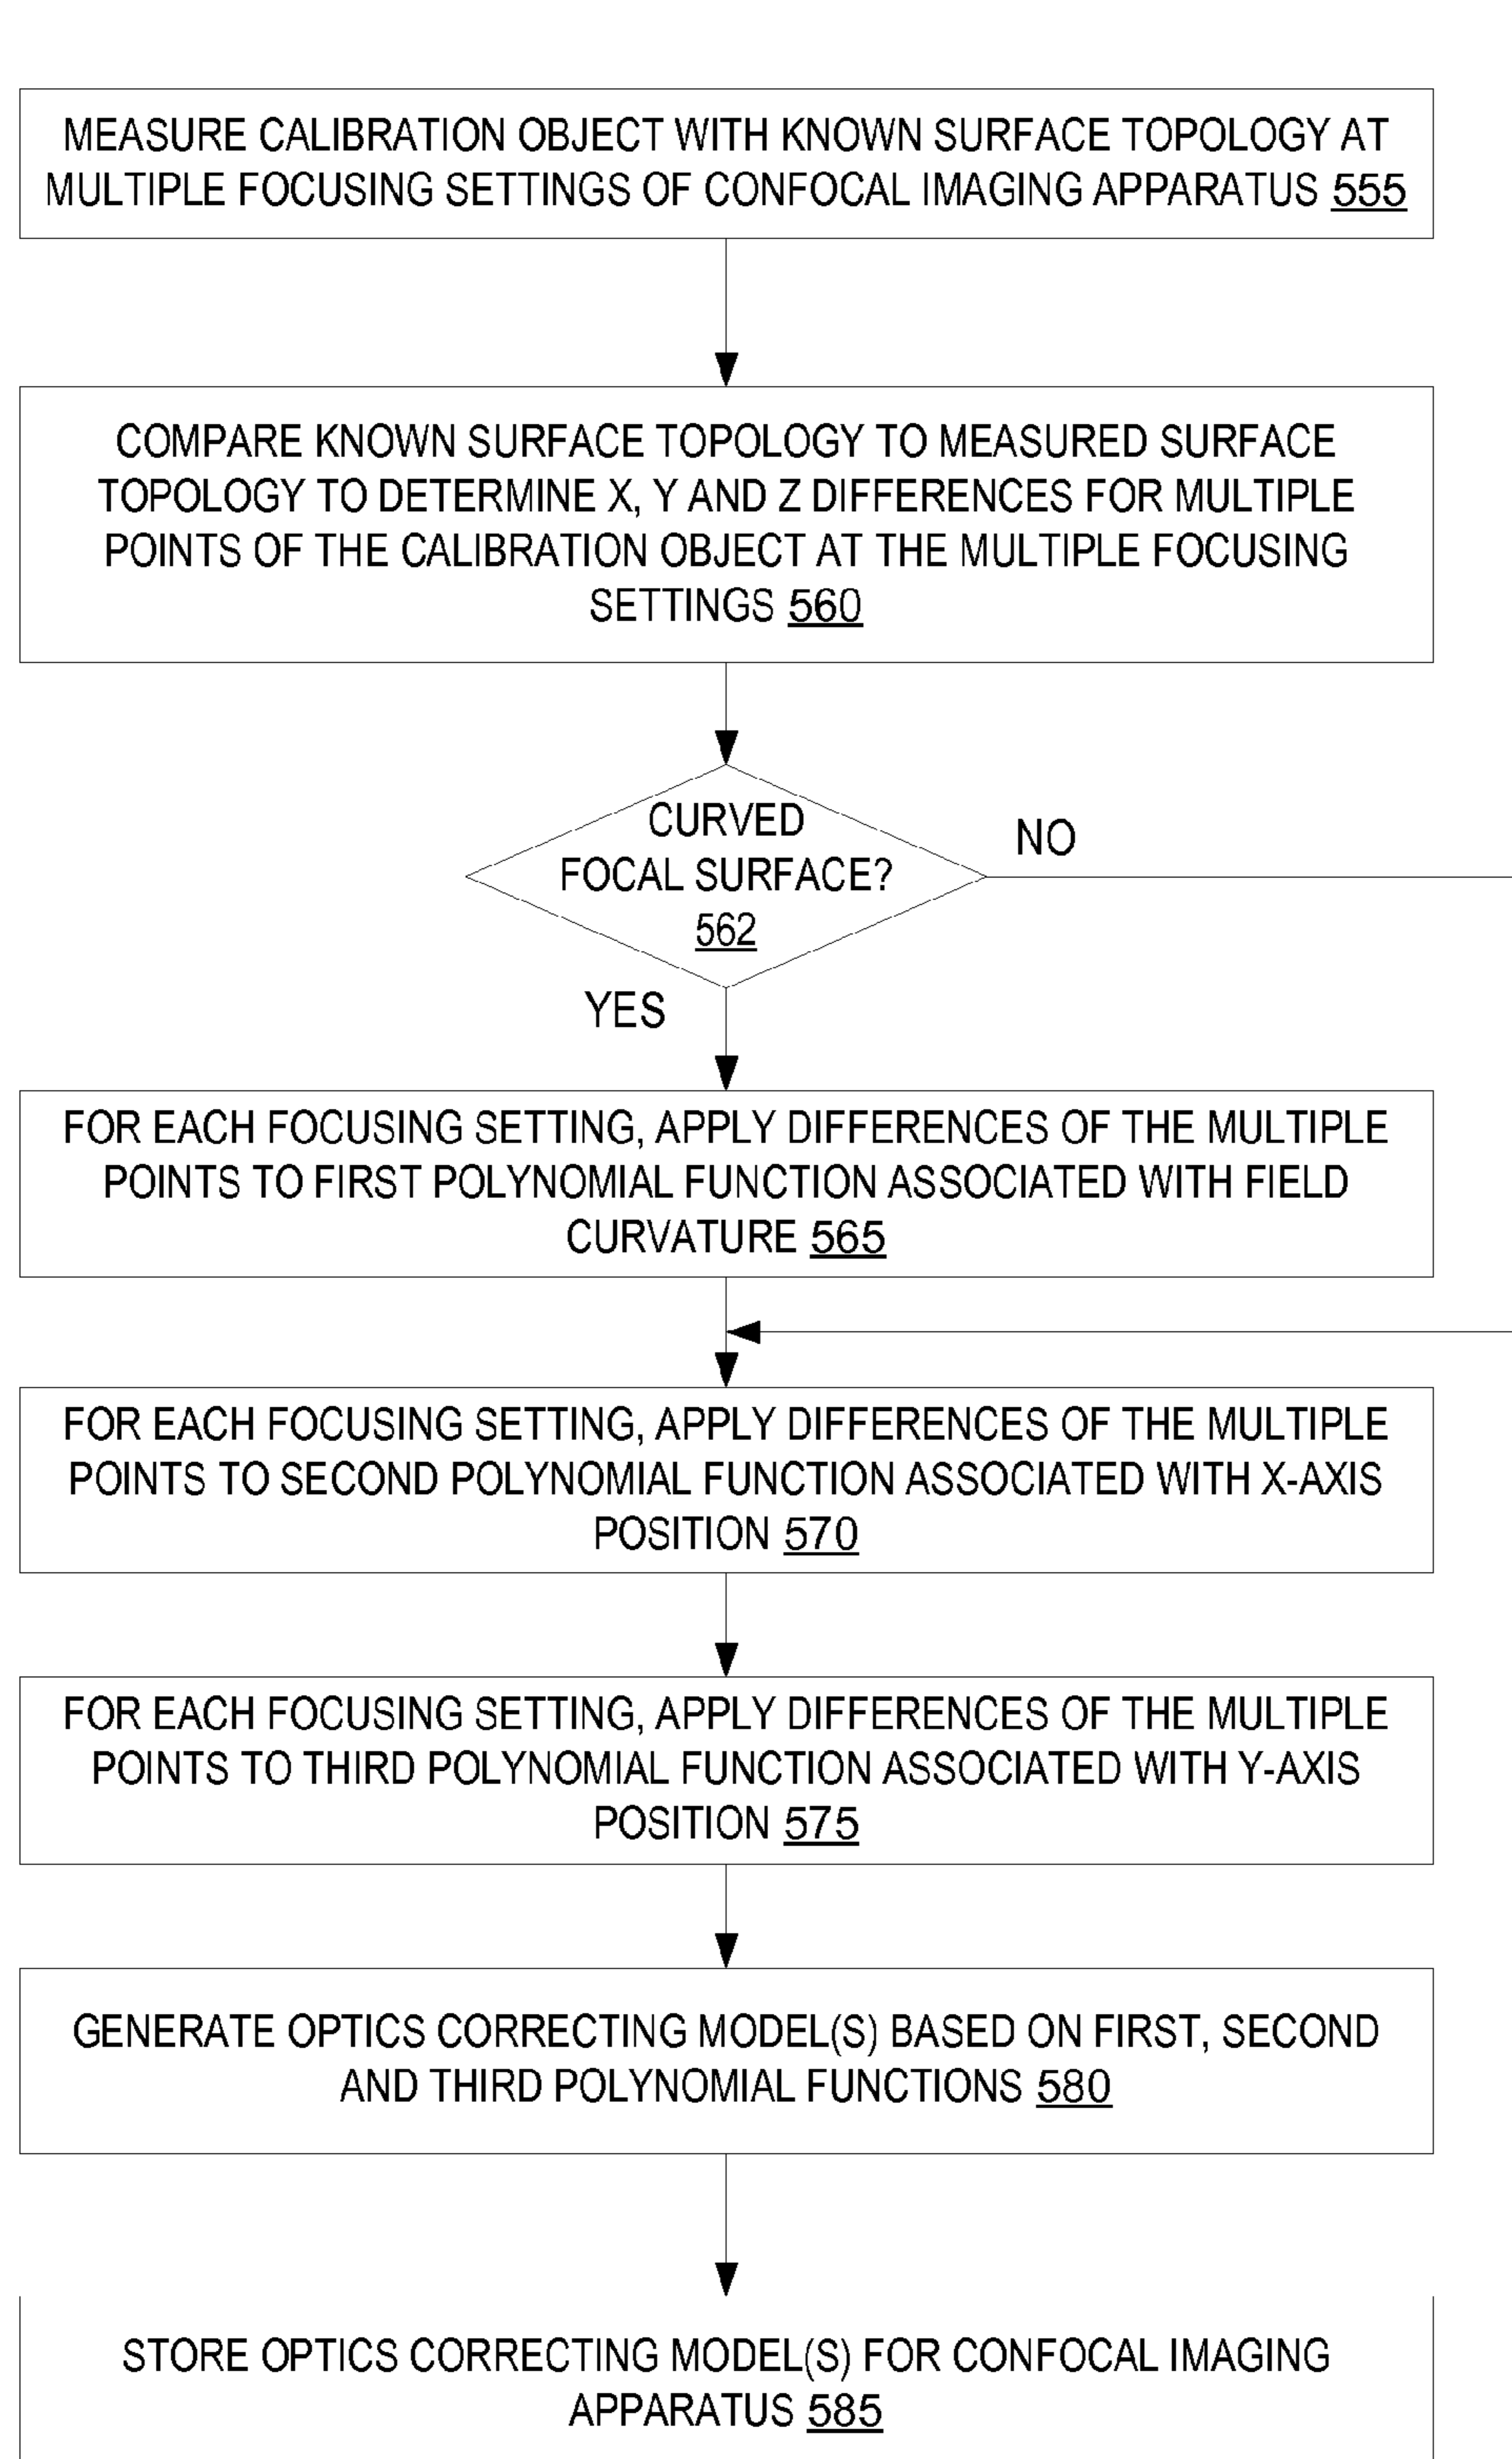 MEASURE CALIBRATION OBJECT WITH KNOWN SURFACE TOPOLOGY AT
MULTIPLE FOCUSING SETTINGS OF CONFOCAL IMAGING APPARATUS 555
COMPARE KNOWN SURFACE TOPOLOGY TO MEASURED SURFACE
TOPOLOGY TO DETERMINE X, Y AND Z DIFFERENCES FOR MULTIPLE
POINTS OF THE CALIBRATION OBJECT AT THE MULTIPLE FOCUSING
SETTINGS 560
CURVED
FOCAL SURFACE?
562
NO
YES
FOR EACH FOCUSING SETTING, APPLY DIFFERENCES OF THE MULTIPLE
POINTS TO FIRST POLYNOMIAL FUNCTION ASSOCIATED WITH FIELD
CURVATURE 565
FOR EACH FOCUSING SETTING, APPLY DIFFERENCES OF THE MULTIPLE
POINTS TO SECOND POLYNOMIAL FUNCTION ASSOCIATED WITH X-AXIS
POSITION 570
FOR EACH FOCUSING SETTING, APPLY DIFFERENCES OF THE MULTIPLE
POINTS TO THIRD POLYNOMIAL FUNCTION ASSOCIATED WITH Y-AXIS
POSITION 575
GENERATE OPTICS CORRECTING MODEL(S) BASED ON FIRST, SECOND
AND THIRD POLYNOMIAL FUNCTIONS 580
STORE OPTICS CORRECTING MODEL(S) FOR CONFOCAL IMAGING
APPARATUS 585